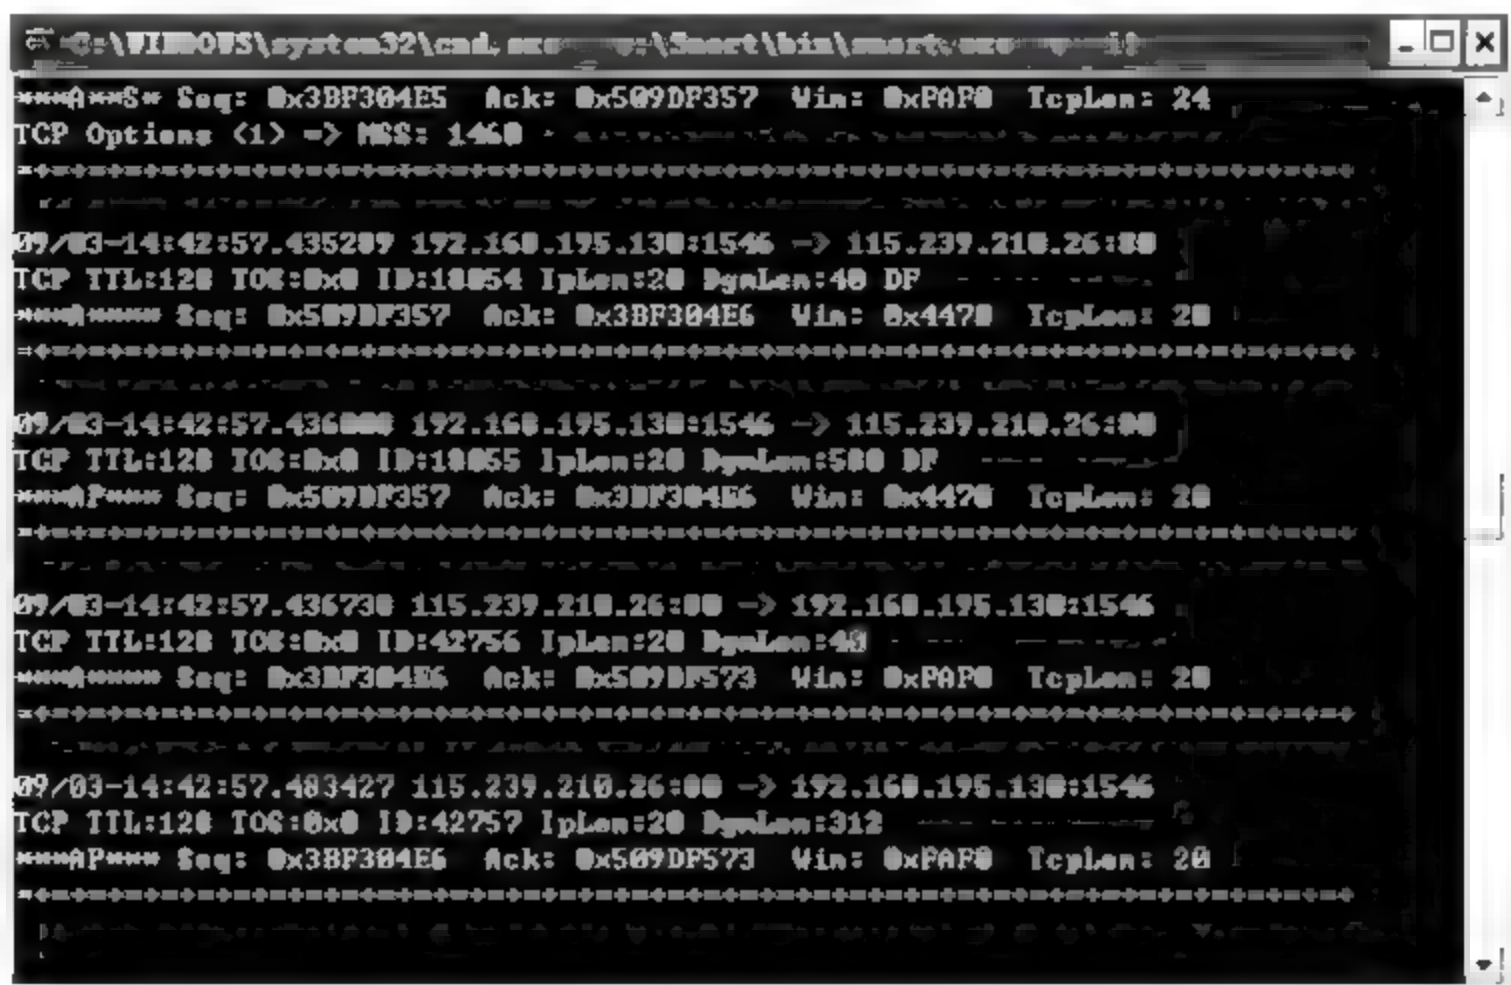 C:\WINDOWS\system32\cmd.exe c:\Snort\bin\snort.exe
***A**S* Seq: 0x3BF304E5 Ack: 0x509DF357 Win: 0xFAF0 TcpLen: 24
TCP Options (1) => MSS: 1460
=+=+=+=+=+=+=+=+=+=+=+=+=+=+=+=+=+=+=+=+=+=+=+=+=+=+=+=+=+=+=+=+=+=+=+=+=+
09/03-14:42:57.435289 192.168.195.130:1546 -> 115.239.210.26:80
TCP TTL:128 TOS:0x0 ID:18054 IpLen:20 DgmLen:40 DF
***A**** Seq: 0x509DF357 Ack: 0x3BF304E6 Win: 0x4470 TcpLen: 20
=+=+=+=+=+=+=+=+=+=+=+=+=+=+=+=+=+=+=+=+=+=+=+=+=+=+=+=+=+=+=+=+=+=+=+=+=+
192.168.195.130:1546 -> 115.239.210.26:80
TCP TTL:128 TOS:0x0 ID:18055 IpLen:20 DgmLen:580 DF
***AP*** Seq: 0x509DF357 Ack: 0x3BF304E6 Win: 0x4470 TcpLen: 20
=+=+=+=+=+=+=+=+=+=+=+=+=+=+=+=+=+=+=+=+=+=+=+=+=+=+=+=+=+=+=+=+=+=+=+=+=+
09/03-14:42:57.436730 115.239.210.26:80 -> 192.168.195.130:1546
TCP TTL:128 TOS:0x0 ID:42756 IpLen:20 DgmLen:40
***A**** Seq: 0x3BF304E6 Ack: 0x509DF573 Win: 0xFAF0 TcpLen: 20
=+=+=+=+=+=+=+=+=+=+=+=+=+=+=+=+=+=+=+=+=+=+=+=+=+=+=+=+=+=+=+=+=+=+=+=+=+
09/03-14:42:57.483427 115.239.210.26:80 -> 192.168.195.130:1546
TCP TTL:128 TOS:0x0 ID:42757 IpLen:20 DgmLen:312
***AP*** Seq: 0x3BF304E6 Ack: 0x509DF573 Win: 0xFAF0 TcpLen: 20
=+=+=+=+=+=+=+=+=+=+=+=+=+=+=+=+=+=+=+=+=+=+=+=+=+=+=+=+=+=+=+=+=+=+=+=+=+